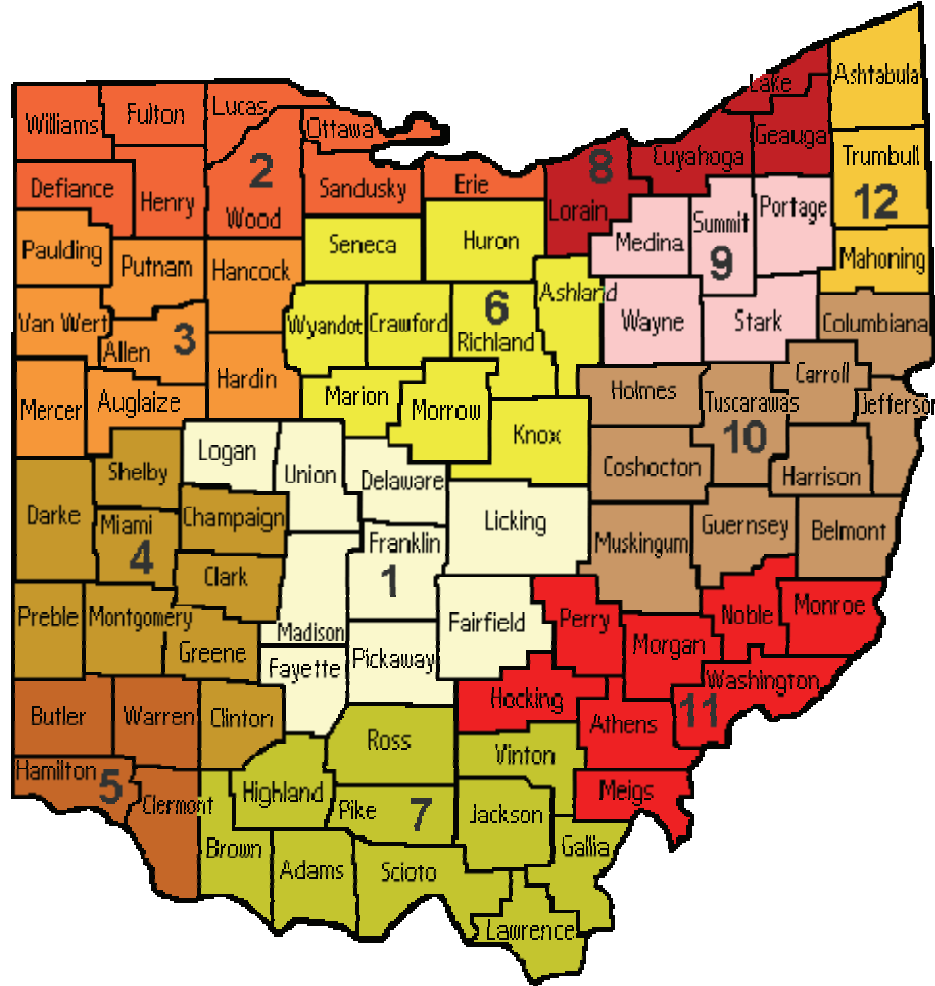 Ashtabula
Lake
Williams
Fulton
Lucas
Ottawa
Geauga
Cuyahoga
Trumbull
8
2
Defiance
Henry
Wood
Sandusky
Erie
Lorain
12
Summit
Portage
Paulding
Putnam
Hancock
Seneca
Huron
Medina
9
Mahoning
Van Wert
Allen
3
Wyandot
Crawford
6
Richland
Ashland
Wayne
Stark
Columbiana
Mercer
Auglaize
Hardin
Marion
Morrow
Holmes
Tuscarawas
Carroll
Jefferson
10
Knox
Logan
Union
Delaware
Shelby
Coshocton
Harrison
Darke
Miami
4
Champaign
Licking
Muskingum
Guernsey
Belmont
Franklin
1
Clark
Preble
Montgomery
Greene
Madison
Fairfield
Perry
Morgan
Noble
Monroe
Fayette
Pickaway
Hocking
Washington
11
Athens
Butler
Warren
Clinton
Ross
Vinton
Hamilton
5
Clermont
Highland
Pike
7
Jackson
Meigs
Brown
Adams
Scioto
Gallia
Lawrence